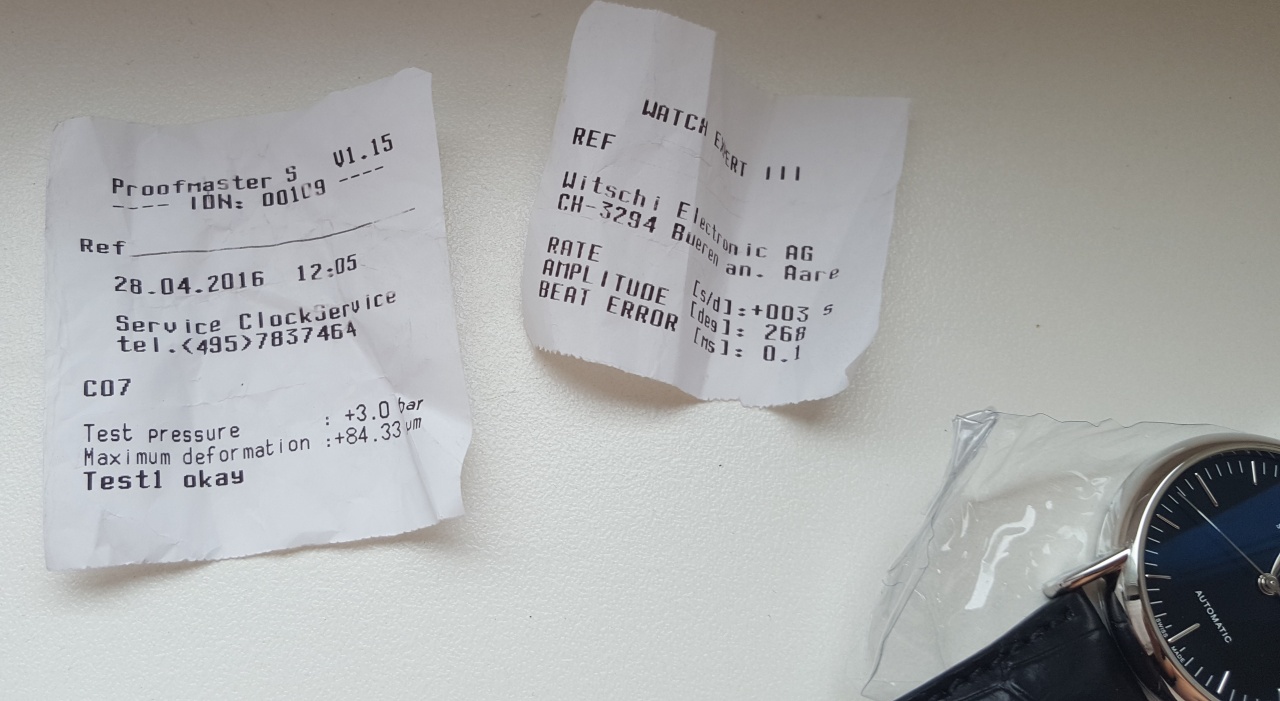 Proofmaster S V1.15
---- IDN: 001C9 ----
Ref
28.04.2016 12:05
Service ClockService
tel.<495>7837464
C07
Test pressure : +3.0 bar
Maximum deformation :+84.33 µm
Test1 okay
WATCH EXPERT III
REF
Witschi Electronic AG
CH-3294 Bueren an. Aare
RATE [s/d]:+003 s
AMPLITUDE [deg]: 268
BEAT ERROR [ms]: 0.1
AUTOMATIC
SWISS MADE